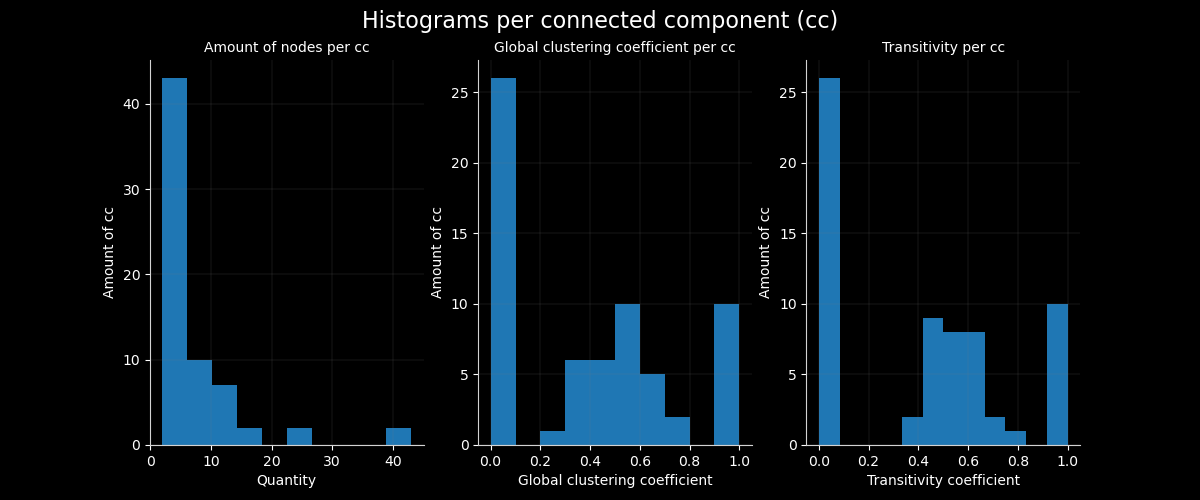 Histograms per connected component (cc)
Amount of nodes per cc
Amount of cc
40
30
20
10
0
0 10 20 30 40
Quantity
Global clustering coefficient per cc
Amount of cc
25
20
15
10
5
0
0.0 0.2 0.4 0.6 0.8 1.0
Global clustering coefficient
Transitivity per cc
Amount of cc
25
20
15
10
5
0
0.0 0.2 0.4 0.6 0.8 1.0
Transitivity coefficient